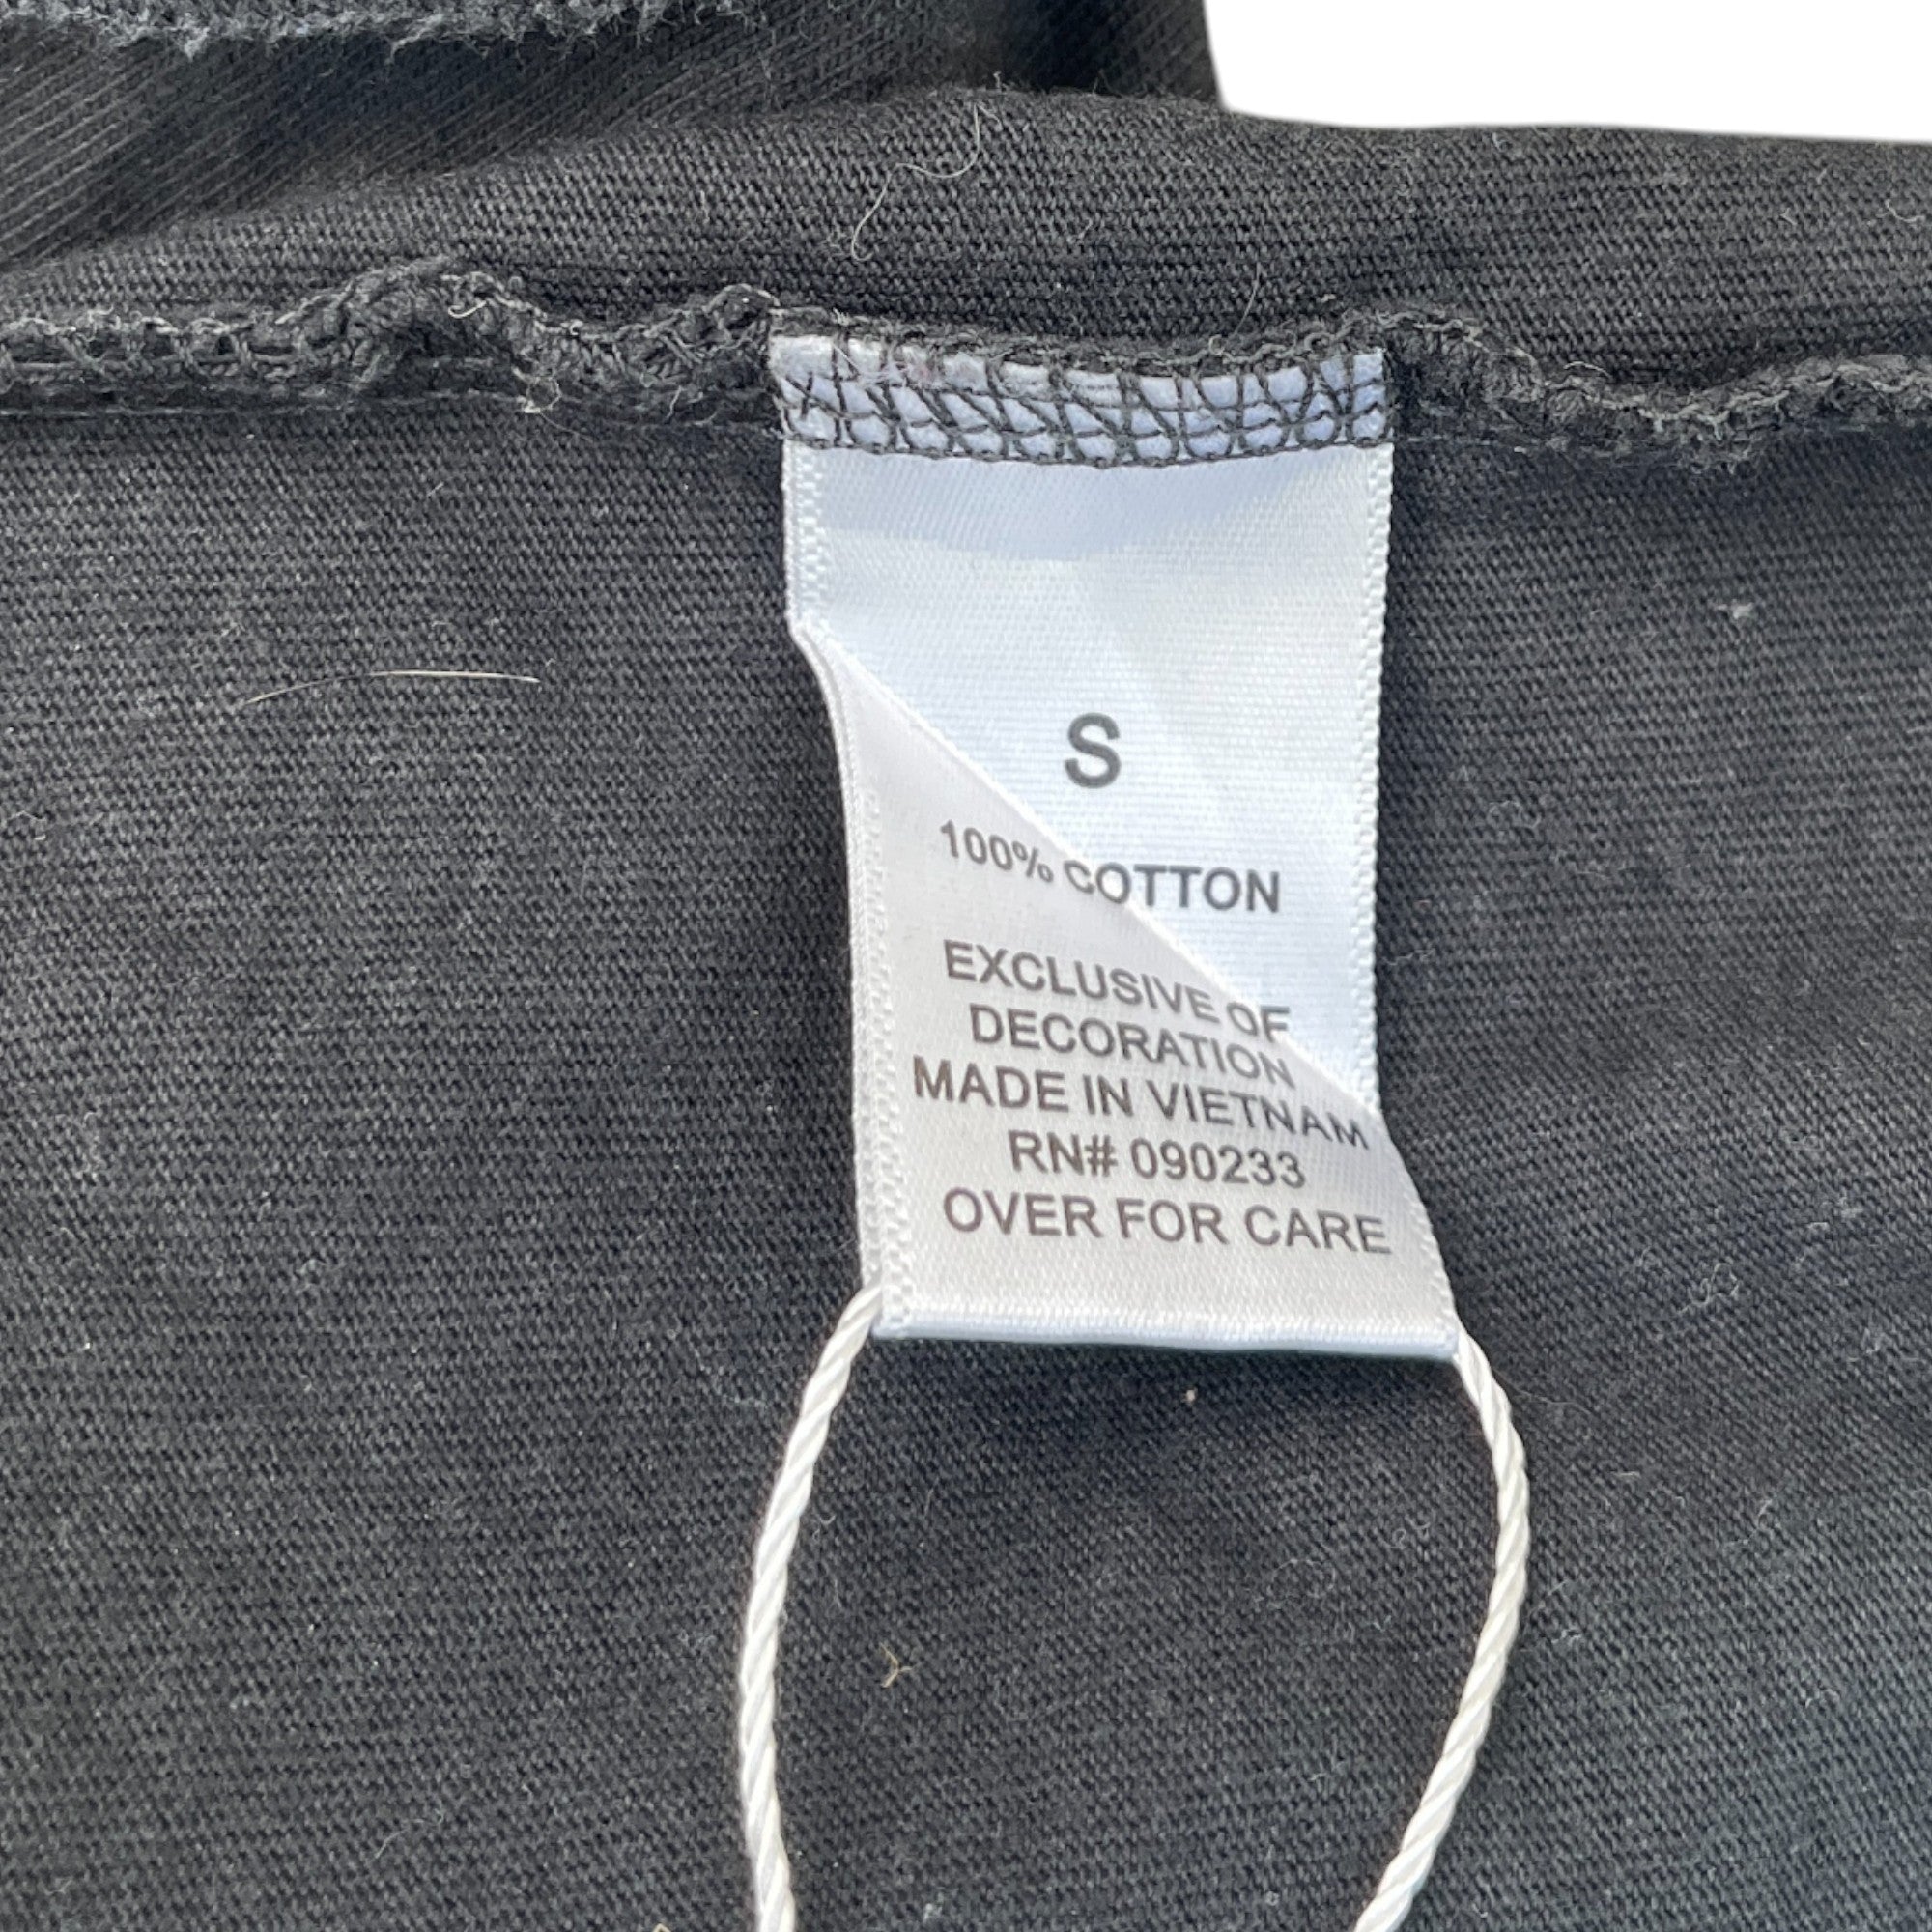 S
100% COTTON
EXCLUSIVE OF
DECORATION
MADE IN VIETNAM
RN# 090233
OVER FOR CARE